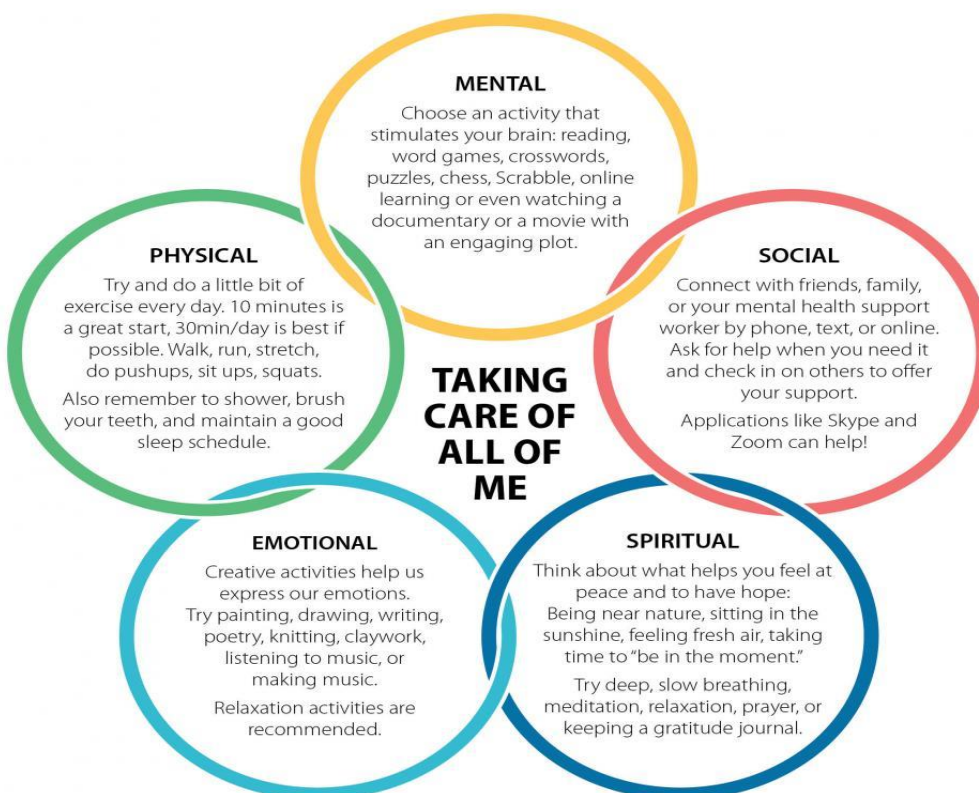 MENTAL
Choose an activity that
stimulates your brain: reading,
word games, crosswords,
puzzles, chess, Scrabble, online
learning or even watching a
documentary or a movie with
an engaging plot.
PHYSICAL
Try and do a little bit of
exercise every day. 10 minutes is
a great start, 30min/day is best if
possible. Walk, run, stretch,
do pushups, sit ups, squats.
Also remember to shower, brush
your teeth, and maintain a good
sleep schedule.
SOCIAL
Connect with friends, family,
or your mental health support
worker by phone, text, or online.
Ask for help when you need it
and check in on others to offer
your support.
Applications like Skype and
Zoom can help!
TAKING
CARE OF
ALL OF
ME
EMOTIONAL
Creative activities help us
express our emotions.
Try painting, drawing, writing,
poetry, knitting, claywork,
listening to music, or
making music.
Relaxation activities are
recommended.
SPIRITUAL
Think about what helps you feel at
peace and to have hope:
Being near nature, sitting in the
sunshine, feeling fresh air, taking
time to “be in the moment.”
Try deep, slow breathing,
meditation, relaxation, prayer, or
keeping a gratitude journal.